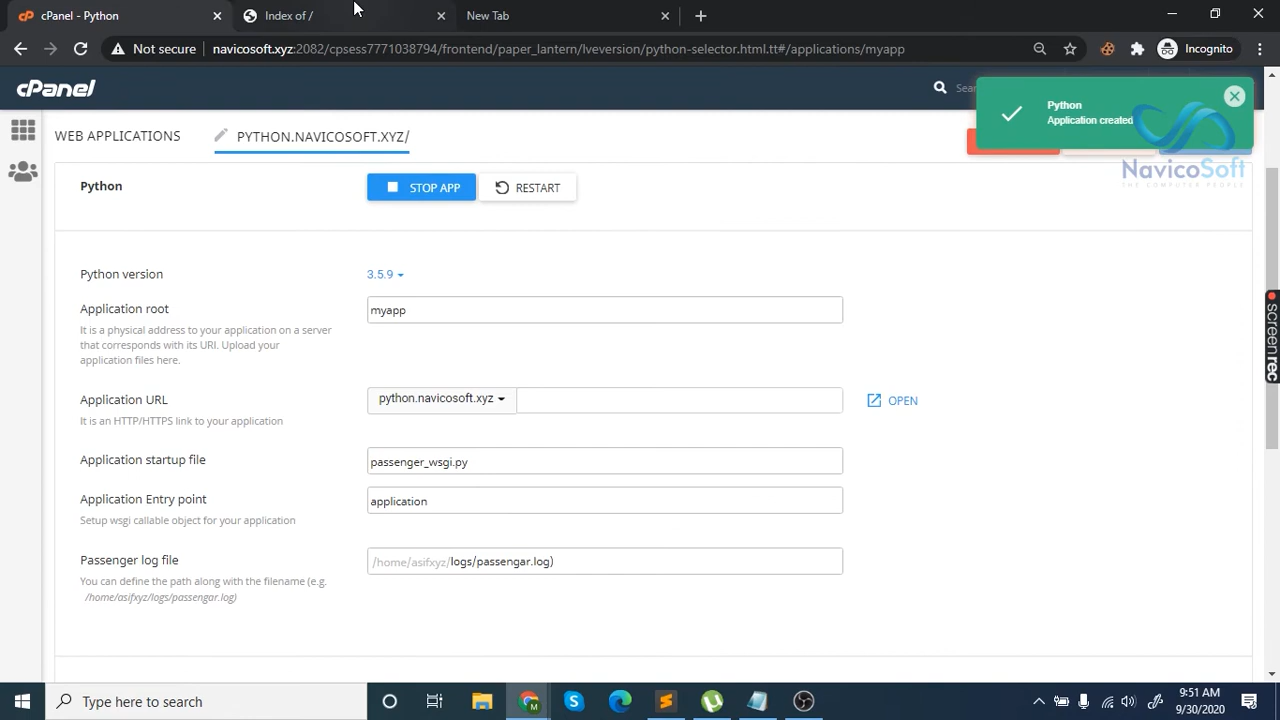 cPanel - Python
Index of /
New Tab
Not secure
navicosoft.xyz:2082/cpsess7771038794/frontend/paper_lantern/lveversion/python-selector.html.tt#/applications/myapp
Incognito
cPanel
Sea
Python
Application created
NavicoSoft
THE COMPUTER PEOPLE
WEB APPLICATIONS
PYTHON.NAVICOSOFT.XYZ/
Python
STOP APP
RESTART
Python version
3.5.9
Application root
myapp
It is a physical address to your application on a server
that corresponds with its URI. Upload your
application files here.
Application URL
python.navicosoft.xyz
OPEN
It is an HTTP/HTTPS link to your application
Application startup file
passenger_wsgi.py
Application Entry point
application
Setup wsgi callable object for your application
Passenger log file
/home/asifxyz/logs/passengar.log)
You can define the path along with the filename (e.g.
/home/asifxyz/logs/passengar.log)
screenrec
Type here to search
9:51 AM
9/30/2020